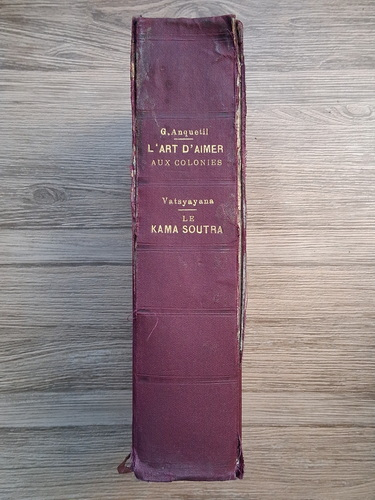 G. Anquetil
L'ART D'AIMER
AUX COLONIES
Vatsyayana
LE
KAMA SOUTRA